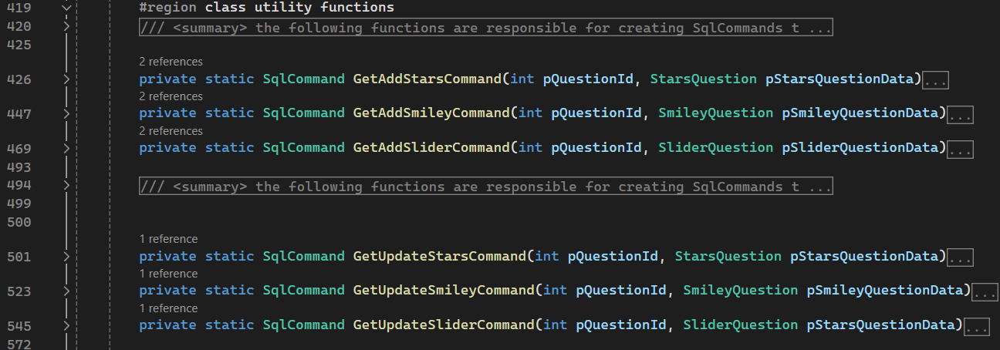 419 #region class utility functions
420 /// <summary> the following functions are responsible for creating SqlCommands t ...
425
2 references
426 private static SqlCommand GetAddStarsCommand(int pQuestionId, StarsQuestion pStarsQuestionData)...
2 references
447 private static SqlCommand GetAddSmileyCommand(int pQuestionId, SmileyQuestion pSmileyQuestionData)...
2 references
469 private static SqlCommand GetAddSliderCommand(int pQuestionId, SliderQuestion pSliderQuestionData)...
493
494 /// <summary> the following functions are responsible for creating SqlCommands t ...
499
500
1 reference
501 private static SqlCommand GetUpdateStarsCommand(int pQuestionId, StarsQuestion pStarsQuestionData)...
1 reference
523 private static SqlCommand GetUpdateSmileyCommand(int pQuestionId, SmileyQuestion pSmileyQuestionData)...
1 reference
545 private static SqlCommand GetUpdateSliderCommand(int pQuestionId, SliderQuestion pStarsQuestionData)...
572